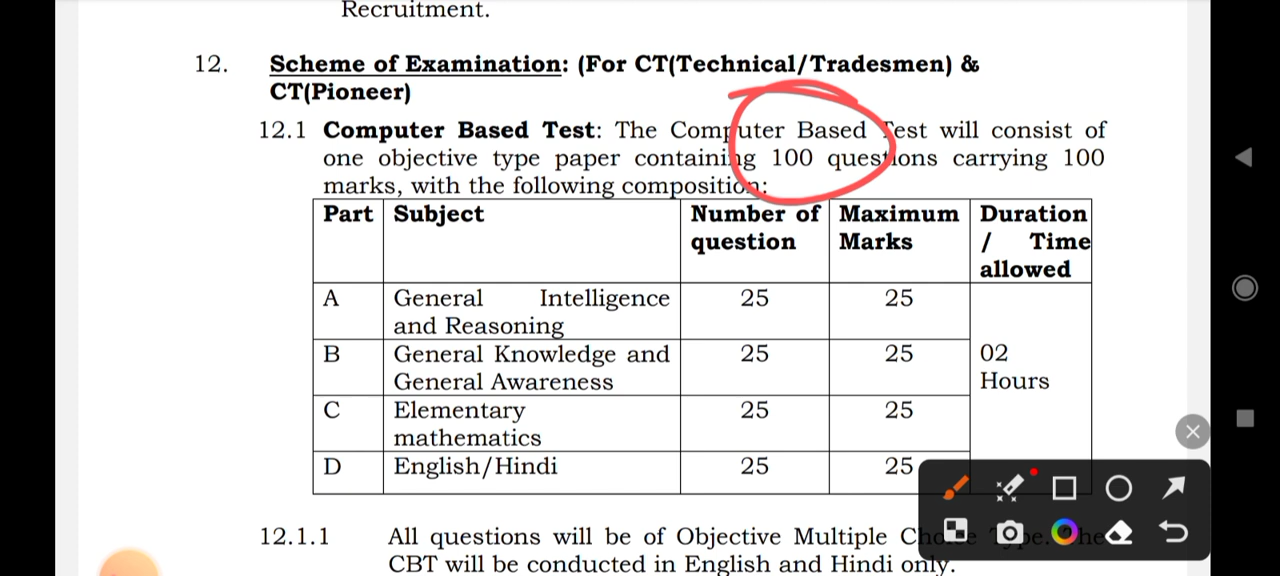 Recruitment.
12. Scheme of Examination: (For CT(Technical/Tradesmen) &
CT(Pioneer)
12.1 Computer Based Test: The Computer Based Test will consist of
one objective type paper containing 100 questions carrying 100
marks, with the following composition:
Part Subject Number of question Maximum Marks Duration / Time allowed
A General Intelligence and Reasoning 25 25 02 Hours
B General Knowledge and General Awareness 25 25
C Elementary mathematics 25 25
D English/Hindi 25 25
12.1.1 All questions will be of Objective Multiple Choice Type. The
CBT will be conducted in English and Hindi only.